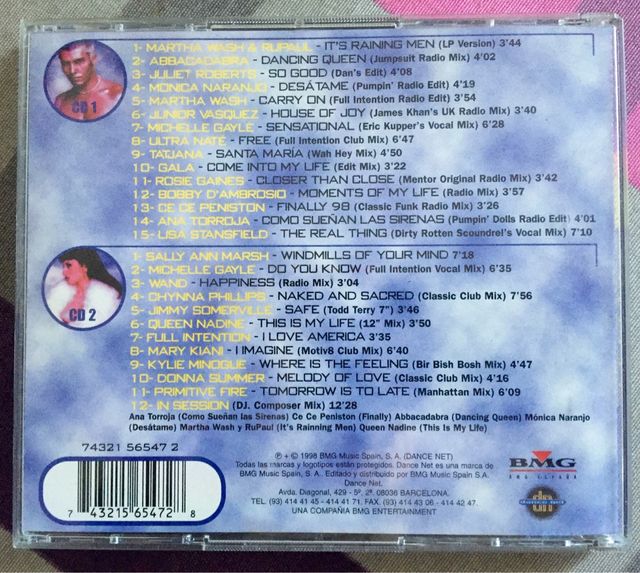 1- MARTHA WASH & RUPAUL - IT'S RAINING MEN (LP Version) 3'44
2- ABBACADABRA - DANCING QUEEN (Jumpsuit Radio Mix) 4'02
3- JULIET ROBERTS - SO GOOD (Dan's Edit) 4'08
4- MÓNICA NARANJO - DESÁTAME (Pumpin' Radio Edit) 4'19
5- MARTHA WASH - CARRY ON (Full Intention Radio Edit) 3'54
6- JUNIOR VASQUEZ - HOUSE OF JOY (James Khan's UK Radio Mix) 3'40
7- MICHELLE GAYLE - SENSATIONAL (Eric Kupper's Vocal Mix) 6'28
8- ULTRA NATÉ - FREE (Full Intention Club Mix) 6'47
9- TATJANA - SANTA MARIA (Wah Hey Mix) 4'50
10- GALA - COME INTO MY LIFE (Edit Mix) 3'22
11- ROSIE GAINES - CLOSER THAN CLOSE (Mentor Original Radio Mix) 3'42
12- BOBBY D'AMBROSIO - MOMENTS OF MY LIFE (Radio Mix) 3'57
13- CE CE PENISTON - FINALLY 98 (Classic Funk Radio Mix) 3'26
14- ANA TORROJA - COMO SUEÑAN LAS SIRENAS (Pumpin' Dolls Radio Edit) 4'01
15- LISA STANSFIELD - THE REAL THING (Dirty Rotten Scoundrel's Vocal Mix) 7'10
CD 1
1- SALLY ANN MARSH - WINDMILLS OF YOUR MIND 7'18
2- MICHELLE GAYLE - DO YOU KNOW (Full Intention Vocal Mix) 6'35
3- WAND - HAPPINESS (Radio Mix) 3'04
4- CHYNNA PHILLIPS - NAKED AND SACRED (Classic Club Mix) 7'56
5- JIMMY SOMERVILLE - SAFE (Todd Terry 7") 3'46
6- QUEEN NADINE - THIS IS MY LIFE (12" Mix) 3'50
7- FULL INTENTION - I LOVE AMERICA 3'35
8- MARY KIANI - I IMAGINE (Motiv8 Club Mix) 6'40
9- KYLIE MINOGUE - WHERE IS THE FEELING (Bir Bish Bosh Mix) 4'47
10- DONNA SUMMER - MELODY OF LOVE (Classic Club Mix) 4'16
11- PRIMITIVE FIRE - TOMORROW IS TO LATE (Manhattan Mix) 6'09
12- IN SESSION (DJ. Composer Mix) 12'28
CD 2
Ana Torroja (Como Sueñan las Sirenas) Ce Ce Peniston (Finally) Abbacadabra (Dancing Queen) Mónica Naranjo
(Desátame) Martha Wash y RuPaul (It's Rainning Men) Queen Nadine (This is My Life)
74321 56547 2
7 43215 65472 8
℗ + © 1998 BMG Music Spain, S. A. (DANCE NET)
Todas las marcas y logotipos están protegidos. Dance Net es una marca de
BMG Music Spain, S. A. Editado y distribuido por BMG Music Spain, S. A.
Dance Net.
Avda. Diagonal, 429 - 5º, 2ª. 08036 BARCELONA.
TEL. (93) 414 41 45 - 414 41 71. FAX. (93) 414 43 06 - 414 42 47.
UNA COMPAÑIA BMG ENTERTAINMENT
BMG
BMG ESPAÑA
dn